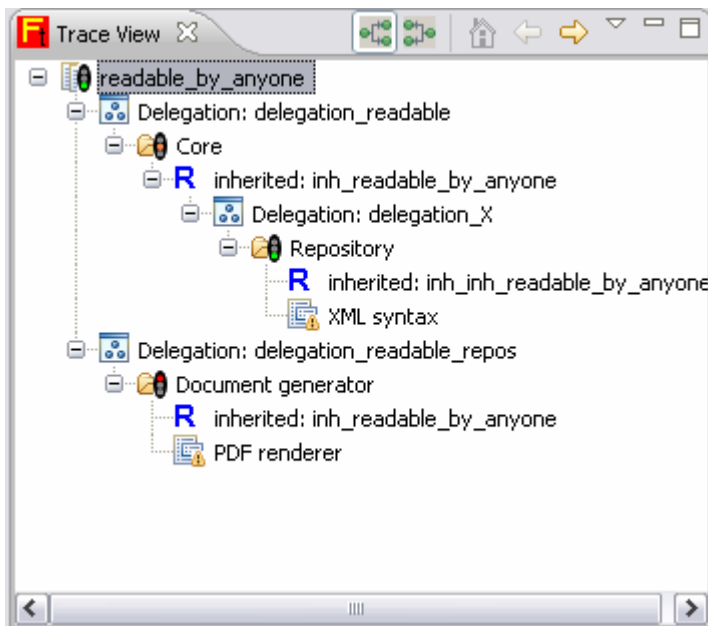 Ft Trace View
readable_by_anyone
Delegation: delegation_readable
Core
R inherited: inh_readable_by_anyone
Delegation: delegation_X
Repository
R inherited: inh_inh_readable_by_anyone
XML syntax
Delegation: delegation_readable_repos
Document generator
R inherited: inh_readable_by_anyone
PDF renderer